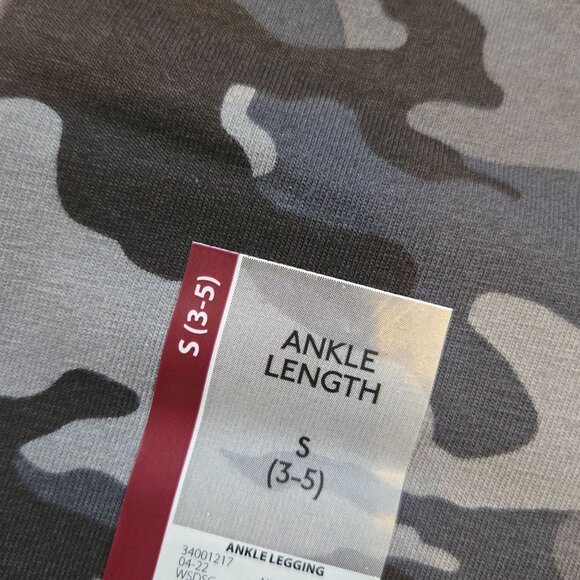 S (3-5)
ANKLE
LENGTH
S
(3-5)
ANKLE LEGGING
34001217
04-22